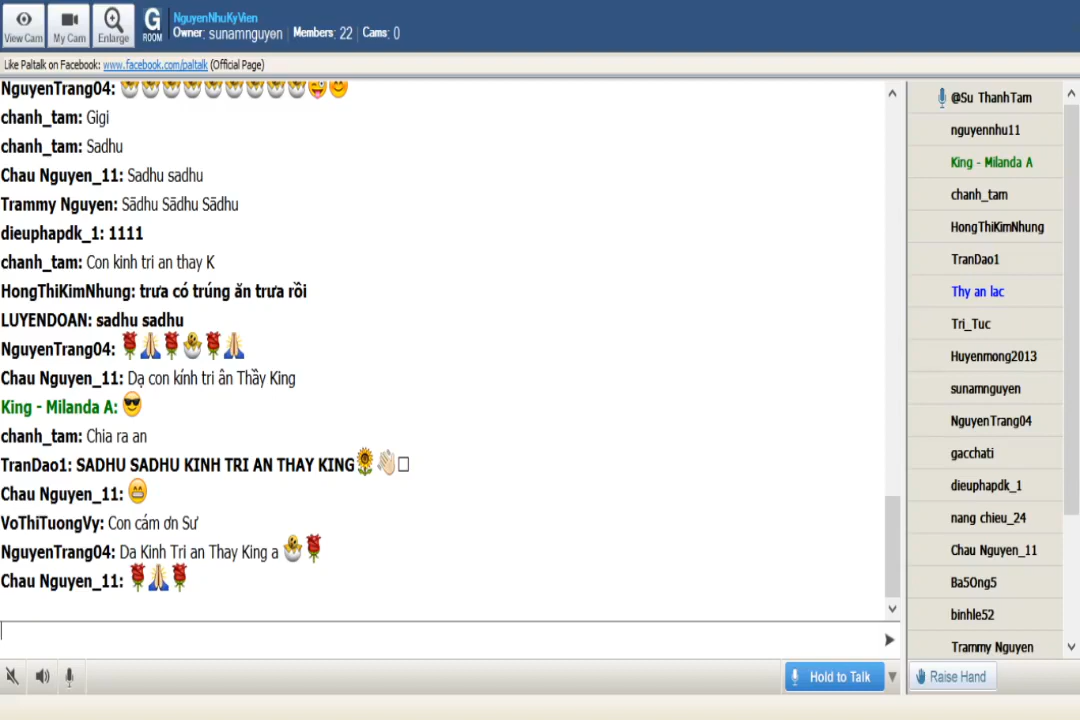 View Cam
My Cam
Enlarge
G
ROOM
NguyenNhuKyVien
Owner: sunamnguyen | Members: 22 | Cams: 0
Like Paltalk on Facebook: www.facebook.com/paltalk (Official Page)
NguyenTrang04:
chanh_tam: Gigi
chanh_tam: Sadhu
Chau Nguyen_11: Sadhu sadhu
Trammy Nguyen: Sādhu Sādhu Sādhu
dieuphapdk_1: 1111
chanh_tam: Con kinh tri an thay K
HongThiKimNhung: trưa có trúng ăn trưa rồi
LUYENDOAN: sadhu sadhu
NguyenTrang04:
Chau Nguyen_11: Dạ con kính tri ân Thầy King
King - Milanda A:
chanh_tam: Chia ra an
TranDao1: SADHU SADHU KINH TRI AN THAY KING
Chau Nguyen_11:
VoThiTuongVy: Con cám ơn Sư
NguyenTrang04: Da Kinh Tri an Thay King a
Chau Nguyen_11:
@Su ThanhTam
nguyennhu11
King - Milanda A
chanh_tam
HongThiKimNhung
TranDao1
Thy an lac
Tri_Tuc
Huyenmong2013
sunamnguyen
NguyenTrang04
gacchati
dieuphapdk_1
nang chieu_24
Chau Nguyen_11
Ba5Ong5
binhle52
Trammy Nguyen
Hold to Talk
Raise Hand